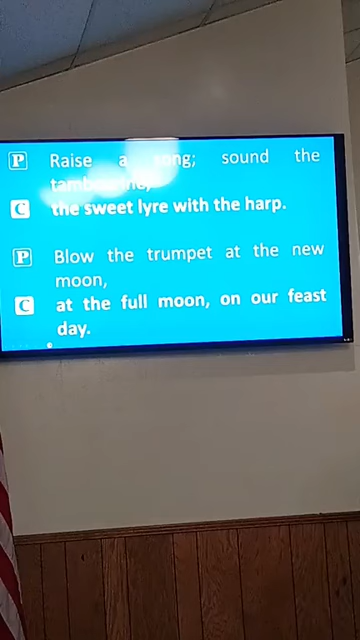 P Raise a song; sound the
tambourine,
C the sweet lyre with the harp.
P Blow the trumpet at the new
moon,
C at the full moon, on our feast
day.